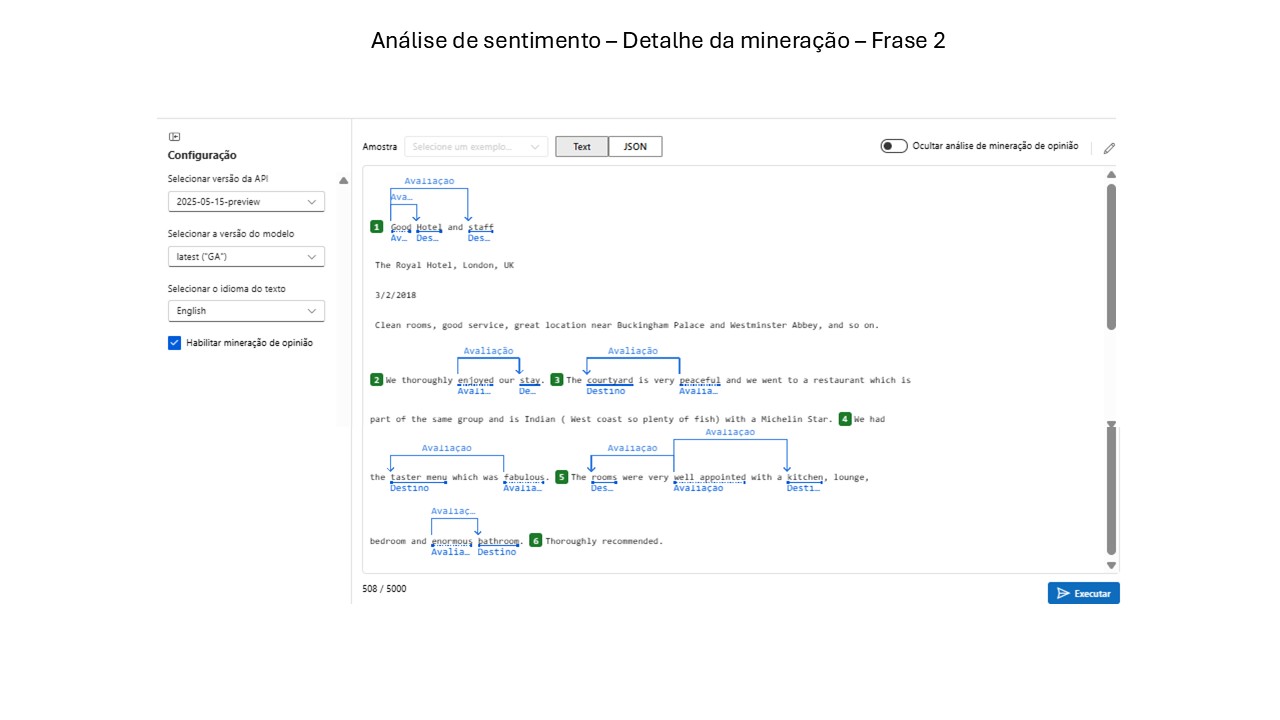 Análise de sentimento – Detalhe da mineração – Frase 2
Configuração
Selecionar versão da API
2025-05-15-preview
Selecionar a versão do modelo
latest ("GA")
Selecionar o idioma do texto
English
Habilitar mineração de opinião
Amostra Selecione um exemplo... Text JSON Ocultar análise de mineração de opinião
Avaliação
Ava…
1 Good Hotel and staff
Av… Des… Des…
The Royal Hotel, London, UK
3/2/2018
Clean rooms, good service, great location near Buckingham Palace and Westminster Abbey, and so on.
Avaliação Avaliação
2 We thoroughly enjoyed our stay. 3 The courtyard is very peaceful and we went to a restaurant which is
Avali… De… Destino Avalia…
part of the same group and is Indian ( West coast so plenty of fish) with a Michelin Star. 4 We had
Avaliação
Avaliação Avaliação
the taster menu which was fabulous. 5 The rooms were very well appointed with a kitchen, lounge,
Destino Avalia… Des… Avaliação Desti…
Avaliaç…
bedroom and enormous bathroom. 6 Thoroughly recommended.
Avalia… Destino
508 / 5000
Executar